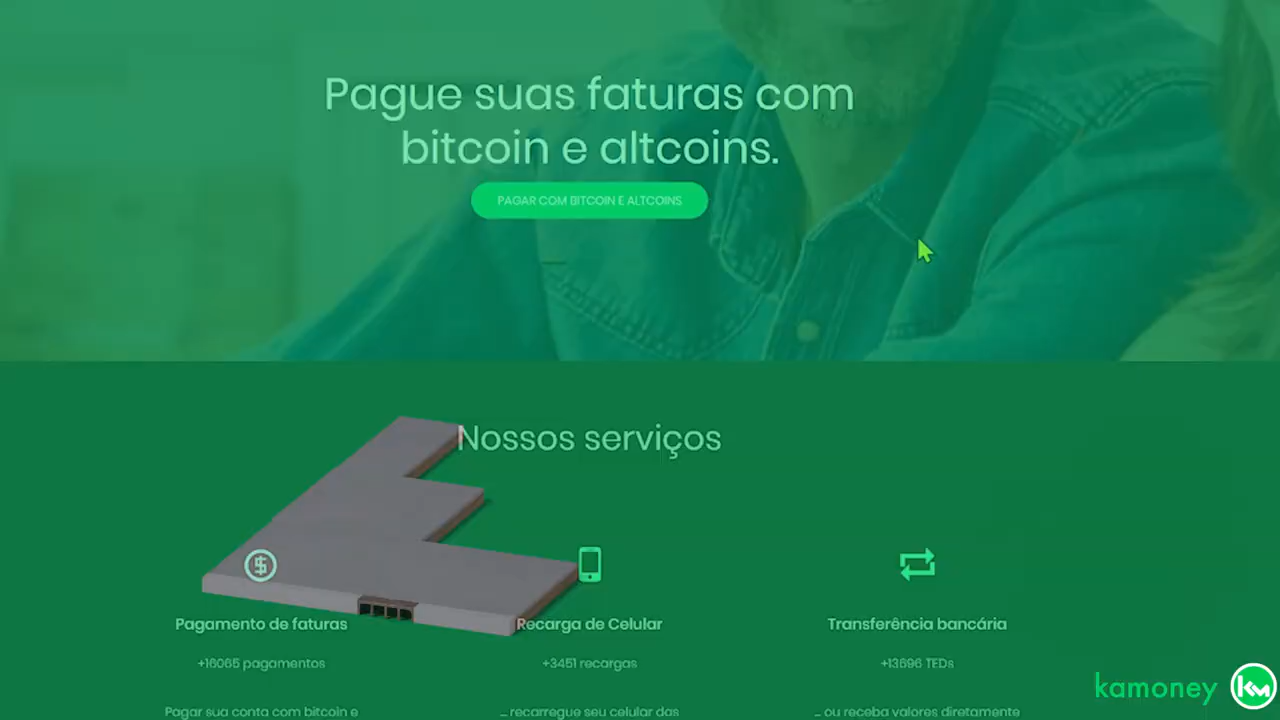 Pague suas faturas com
bitcoin e altcoins.
PAGAR COM BITCOIN E ALTCOINS
Nossos serviços
Pagamento de faturas
Recarga de Celular
Transferência bancária
+16065 pagamentos
+3451 recargas
+13696 TEDs
Pagar sua conta com bitcoin e
... recarregue seu celular das
... ou receba valores diretamente
kamoney